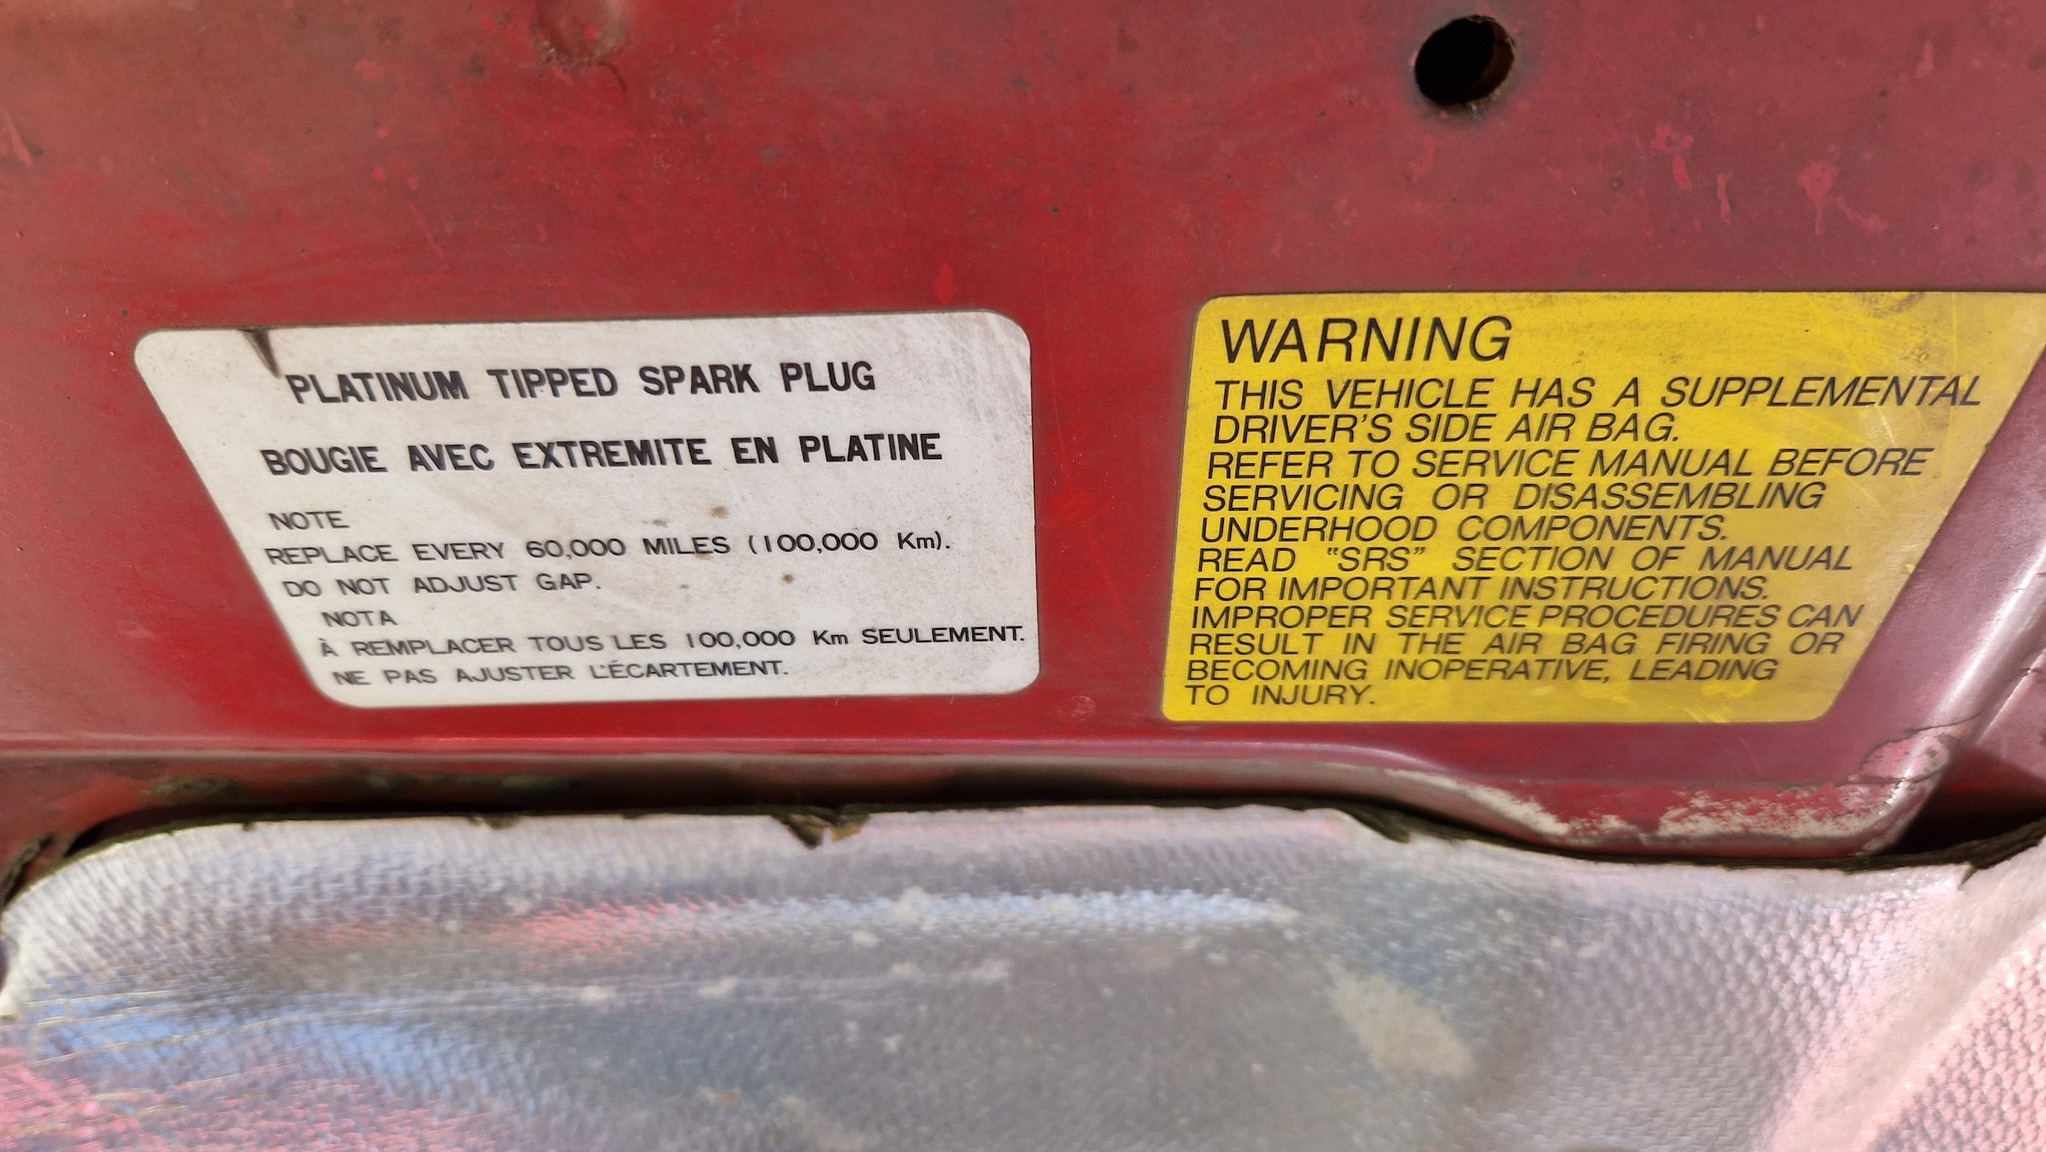 PLATINUM TIPPED SPARK PLUG
BOUGIE AVEC EXTREMITE EN PLATINE
NOTE
REPLACE EVERY 60,000 MILES (100,000 Km).
DO NOT ADJUST GAP.
NOTA
À REMPLACER TOUS LES 100,000 Km SEULEMENT.
NE PAS AJUSTER L'ÉCARTEMENT.
WARNING
THIS VEHICLE HAS A SUPPLEMENTAL
DRIVER'S SIDE AIR BAG.
REFER TO SERVICE MANUAL BEFORE
SERVICING OR DISASSEMBLING
UNDERHOOD COMPONENTS.
READ "SRS" SECTION OF MANUAL
FOR IMPORTANT INSTRUCTIONS.
IMPROPER SERVICE PROCEDURES CAN
RESULT IN THE AIR BAG FIRING OR
BECOMING INOPERATIVE, LEADING
TO INJURY.